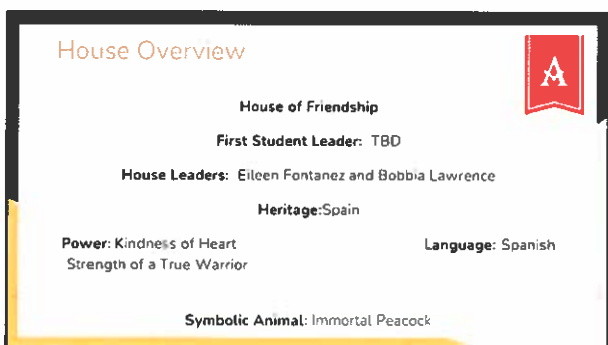 House Overview
A
House of Friendship
First Student Leader: TBD
House Leaders: Eileen Fontanez and Bobbia Lawrence
Heritage:Spain
Power: Kindness of Heart
Language: Spanish
Strength of a True Warrior
Symbolic Animal: Immortal Peacock